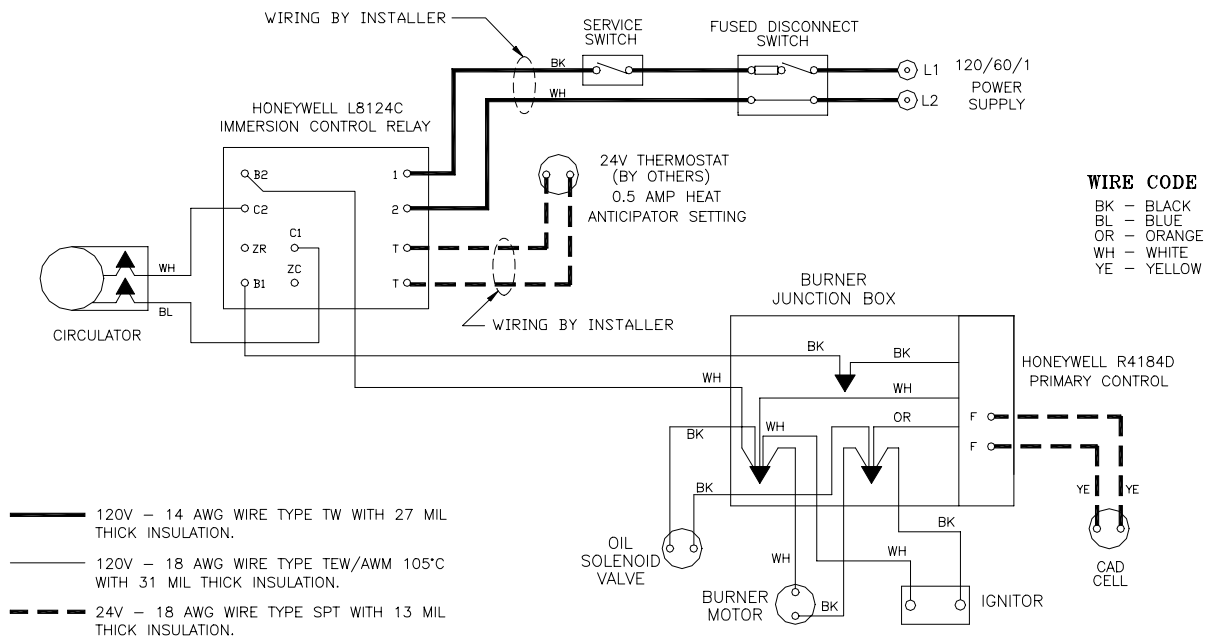 WIRING BY INSTALLER
SERVICE
SWITCH
FUSED DISCONNECT
SWITCH
BK
L1
120/60/1
POWER
SUPPLY
WH
L2
HONEYWELL L8124C
IMMERSION CONTROL RELAY
24V THERMOSTAT
(BY OTHERS)
0.5 AMP HEAT
ANTICIPATOR SETTING
B2
1
C2
2
C1
ZR
T
ZC
B1
T
WIRE CODE
BK – BLACK
BL – BLUE
OR – ORANGE
WH – WHITE
YE – YELLOW
WH
BL
CIRCULATOR
WIRING BY INSTALLER
BURNER
JUNCTION BOX
BK
BK
HONEYWELL R4184D
PRIMARY CONTROL
WH
WH
OR
F
F
BK
WH
BK
YE
YE
BK
OIL
SOLENOID
VALVE
WH
WH
CAD
CELL
BURNER
MOTOR
BK
IGNITOR
120V – 14 AWG WIRE TYPE TW WITH 27 MIL
THICK INSULATION.
120V – 18 AWG WIRE TYPE TEW/AWM 105°C
WITH 31 MIL THICK INSULATION.
24V – 18 AWG WIRE TYPE SPT WITH 13 MIL
THICK INSULATION.